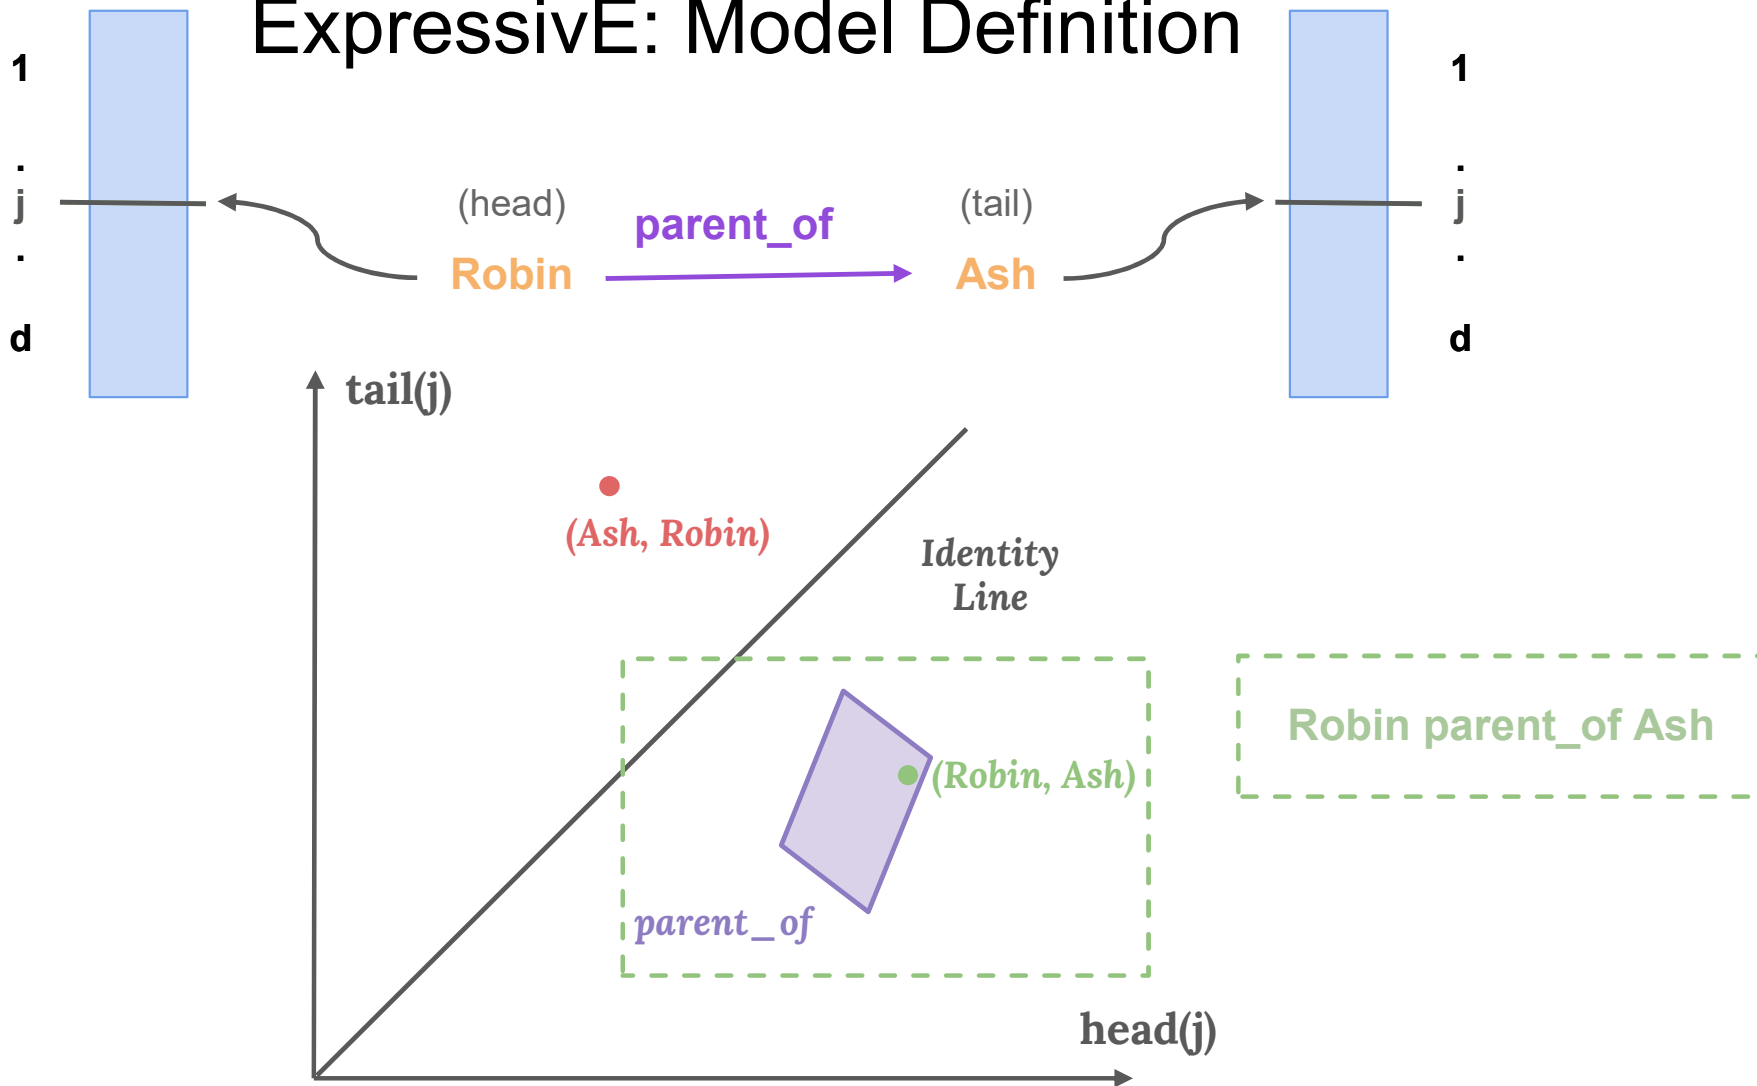 ExpressivE: Model Definition
1
.
j
.
d
(head)
parent_of
(tail)
Robin
Ash
1
.
j
.
d
tail(j)
(Ash, Robin)
Identity
Line
(Robin, Ash)
parent_of
head(j)
Robin parent_of Ash